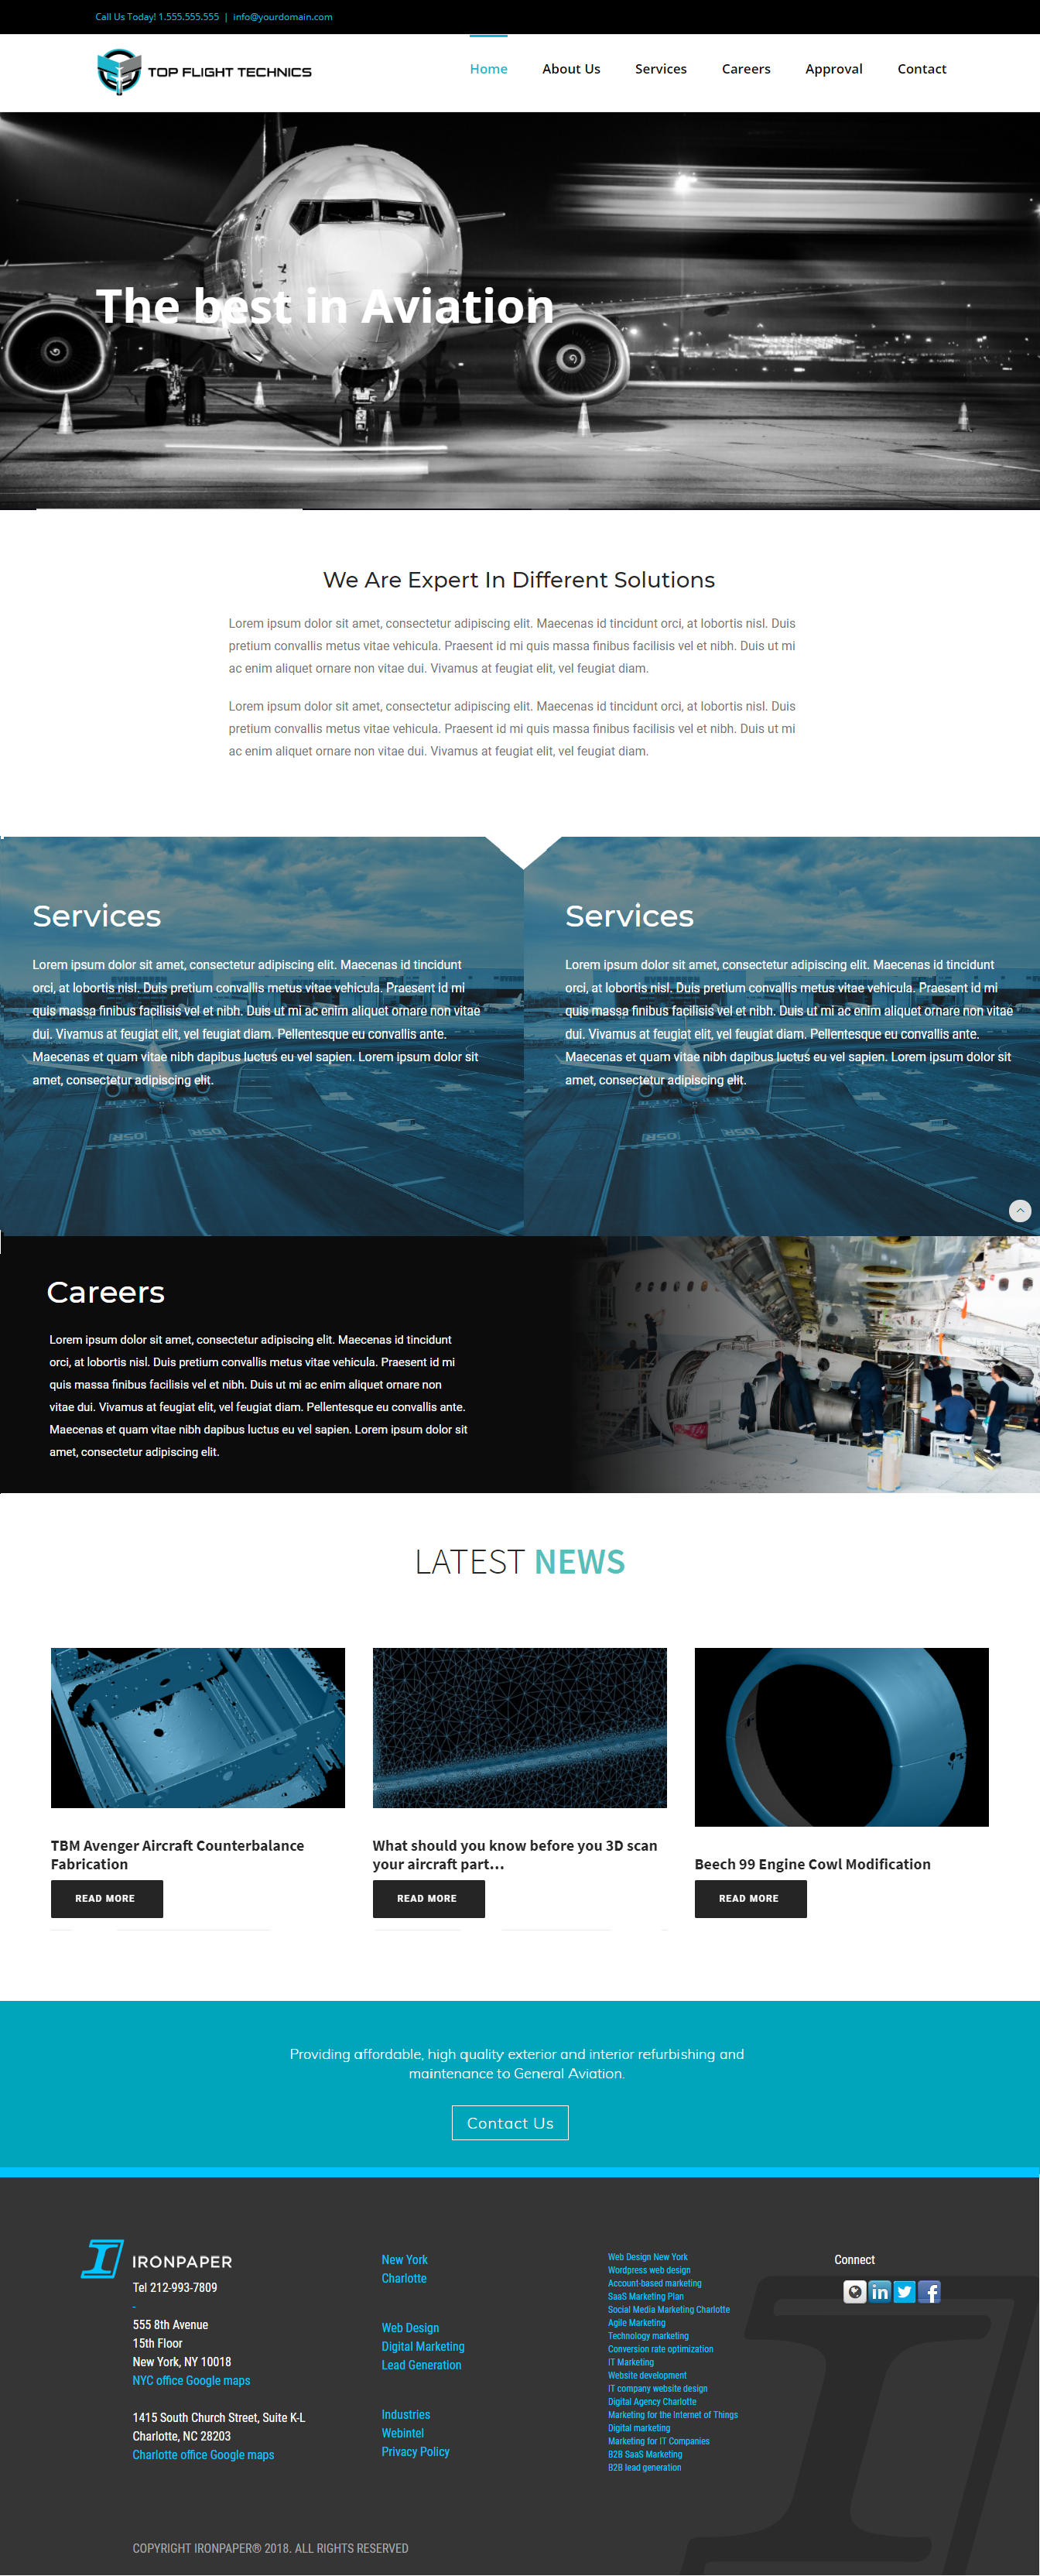 Call Us Today! 1.555.555.555 | info@yourdomain.com
TOP FLIGHT TECHNICS
Home About Us Services Careers Approval Contact
The best in Aviation
We Are Expert In Different Solutions
Lorem ipsum dolor sit amet, consectetur adipiscing elit. Maecenas id tincidunt orci, at lobortis nisl. Duis
pretium convallis metus vitae vehicula. Praesent id mi quis massa finibus facilisis vel et nibh. Duis ut mi
ac enim aliquet ornare non vitae dui. Vivamus at feugiat elit, vel feugiat diam.
Lorem ipsum dolor sit amet, consectetur adipiscing elit. Maecenas id tincidunt orci, at lobortis nisl. Duis
pretium convallis metus vitae vehicula. Praesent id mi quis massa finibus facilisis vel et nibh. Duis ut mi
ac enim aliquet ornare non vitae dui. Vivamus at feugiat elit, vel feugiat diam.
Services
Lorem ipsum dolor sit amet, consectetur adipiscing elit. Maecenas id tincidunt
orci, at lobortis nisl. Duis pretium convallis metus vitae vehicula. Praesent id mi
quis massa finibus facilisis vel et nibh. Duis ut mi ac enim aliquet ornare non vitae
dui. Vivamus at feugiat elit, vel feugiat diam. Pellentesque eu convallis ante.
Maecenas et quam vitae nibh dapibus luctus eu vel sapien. Lorem ipsum dolor sit
amet, consectetur adipiscing elit.
Services
Lorem ipsum dolor sit amet, consectetur adipiscing elit. Maecenas id tincidunt
orci, at lobortis nisl. Duis pretium convallis metus vitae vehicula. Praesent id mi
quis massa finibus facilisis vel et nibh. Duis ut mi ac enim aliquet ornare non vitae
dui. Vivamus at feugiat elit, vel feugiat diam. Pellentesque eu convallis ante.
Maecenas et quam vitae nibh dapibus luctus eu vel sapien. Lorem ipsum dolor sit
amet, consectetur adipiscing elit.
Careers
Lorem ipsum dolor sit amet, consectetur adipiscing elit. Maecenas id tincidunt
orci, at lobortis nisl. Duis pretium convallis metus vitae vehicula. Praesent id mi
quis massa finibus facilisis vel et nibh. Duis ut mi ac enim aliquet ornare non
vitae dui. Vivamus at feugiat elit, vel feugiat diam. Pellentesque eu convallis ante.
Maecenas et quam vitae nibh dapibus luctus eu vel sapien. Lorem ipsum dolor sit
amet, consectetur adipiscing elit.
LATEST NEWS
TBM Avenger Aircraft Counterbalance
Fabrication
READ MORE
What should you know before you 3D scan
your aircraft part...
READ MORE
Beech 99 Engine Cowl Modification
READ MORE
Providing affordable, high quality exterior and interior refurbishing and
maintenance to General Aviation.
Contact Us
IRONPAPER
Tel 212-993-7809
-
555 8th Avenue
15th Floor
New York, NY 10018
NYC office Google maps
1415 South Church Street, Suite K-L
Charlotte, NC 28203
Charlotte office Google maps
New York
Charlotte
Web Design
Digital Marketing
Lead Generation
Industries
Webintel
Privacy Policy
Web Design New York
Wordpress web design
Account-based marketing
SaaS Marketing Plan
Social Media Marketing Charlotte
Agile Marketing
Technology marketing
Conversion rate optimization
IT Marketing
Website development
IT company website design
Digital Agency Charlotte
Marketing for the Internet of Things
Digital marketing
Marketing for IT Companies
B2B SaaS Marketing
B2B lead generation
Connect
COPYRIGHT IRONPAPER® 2018. ALL RIGHTS RESERVED